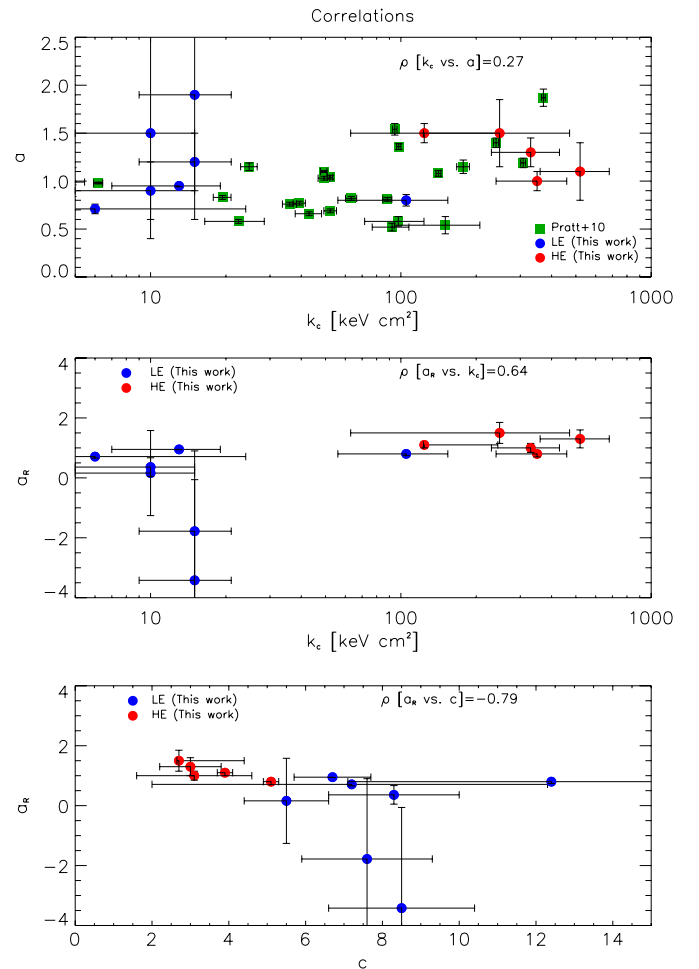 Correlations
ρ [k_c vs. a]=0.27
2.5
2.0
1.5
1.0
0.5
0.0
a
Pratt+10
LE (This work)
HE (This work)
10
100
1000
k_c [keV cm²]
LE (This work)
HE (This work)
ρ [a_R vs. k_c]=0.64
4
2
0
−2
−4
a_R
10
100
1000
k_c [keV cm²]
LE (This work)
HE (This work)
ρ [a_R vs. c]=−0.79
4
2
0
−2
−4
a_R
0
2
4
6
8
10
12
14
c